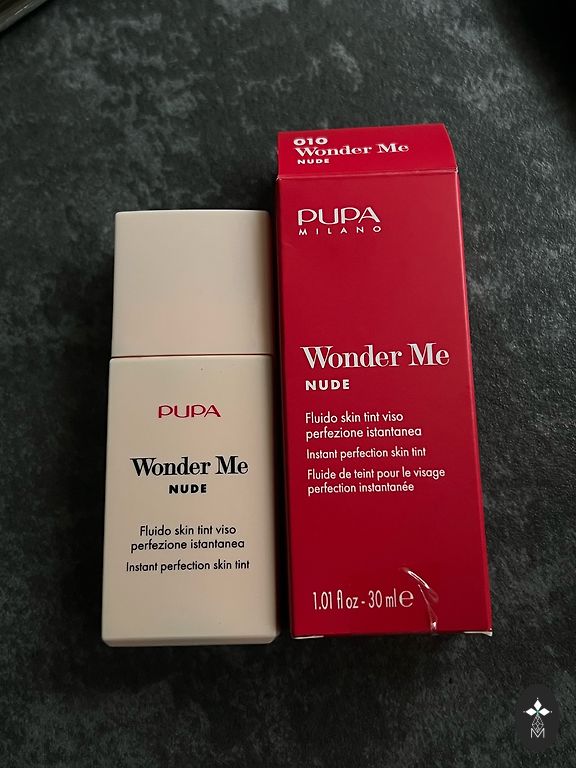 010
Wonder Me
NUDE
PUPA
MILANO
Wonder Me
NUDE
Fluido skin tint viso
perfezione istantanea
Instant perfection skin tint
Fluide de teint pour le visage
perfection instantanée
1.01 fl oz - 30 ml e
PUPA
Wonder Me
NUDE
Fluido skin tint viso
perfezione istantanea
Instant perfection skin tint
M